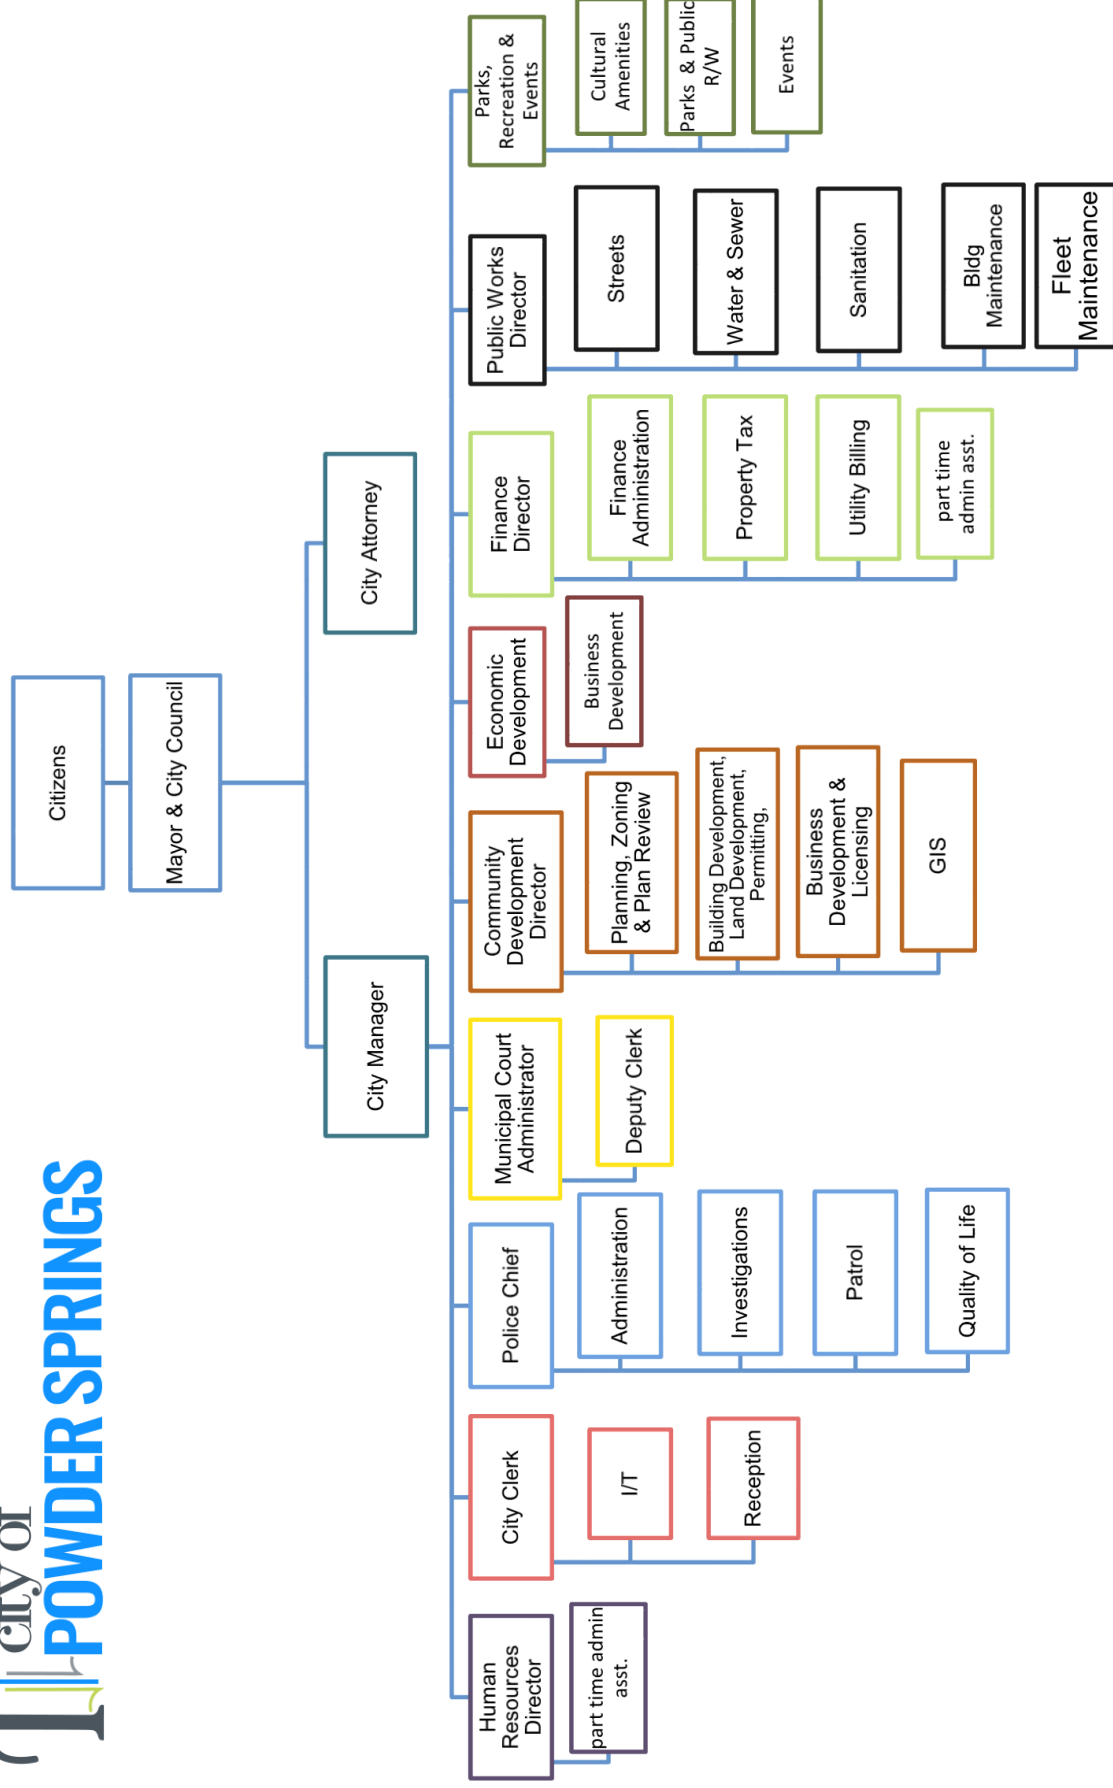 city of
POWDER SPRINGS
Citizens
Mayor & City Council
City Manager
City Attorney
Human
Resources
Director
part time admin
asst.
City Clerk
I/T
Reception
Police Chief
Administration
Investigations
Patrol
Quality of Life
Municipal Court
Administrator
Deputy Clerk
Community
Development
Director
Planning, Zoning
& Plan Review
Building Development,
Land Development,
Permitting,
Business
Development &
Licensing
GIS
Economic
Development
Business
Development
Finance
Director
Finance
Administration
Property Tax
Utility Billing
part time
admin asst.
Public Works
Director
Streets
Water & Sewer
Sanitation
Bldg
Maintenance
Fleet
Maintenance
Parks,
Recreation &
Events
Cultural
Amenities
Parks & Public
R/W
Events